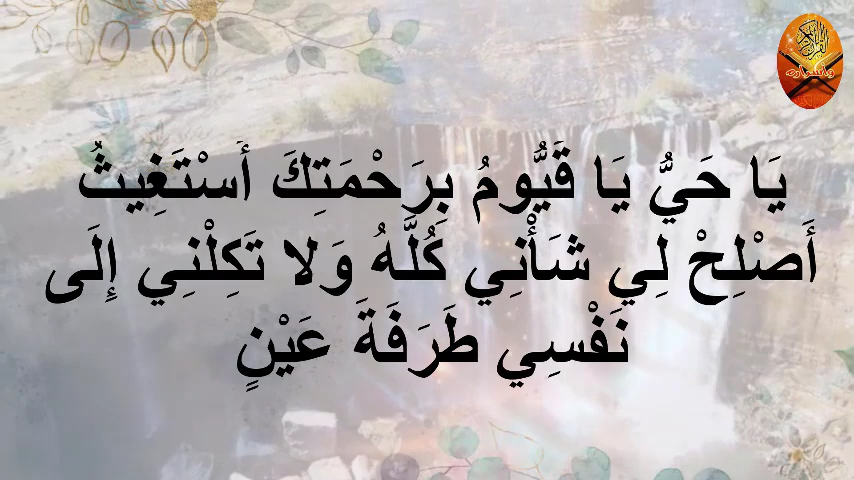 يَا حَيُّ يَا قَيُّومُ بِرَحْمَتِكَ أَسْتَغِيثُ
أَصْلِحْ لِي شَأْنِي كُلَّهُ وَلا تَكِلْنِي إِلَى
نَفْسِي طَرَفَةَ عَيْنٍ